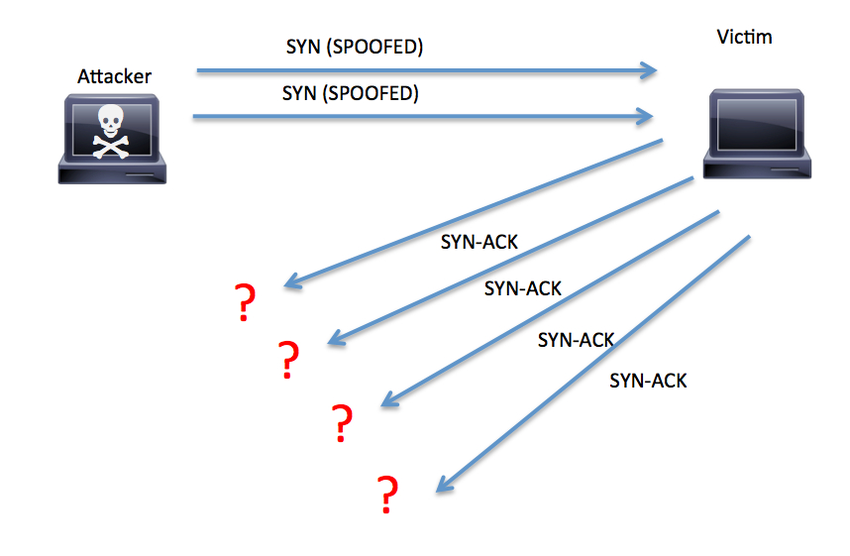 SYN (SPOOFED)
Victim
Attacker
SYN (SPOOFED)
SYN-ACK
?
SYN-ACK
?
SYN-ACK
SYN-ACK
?
?